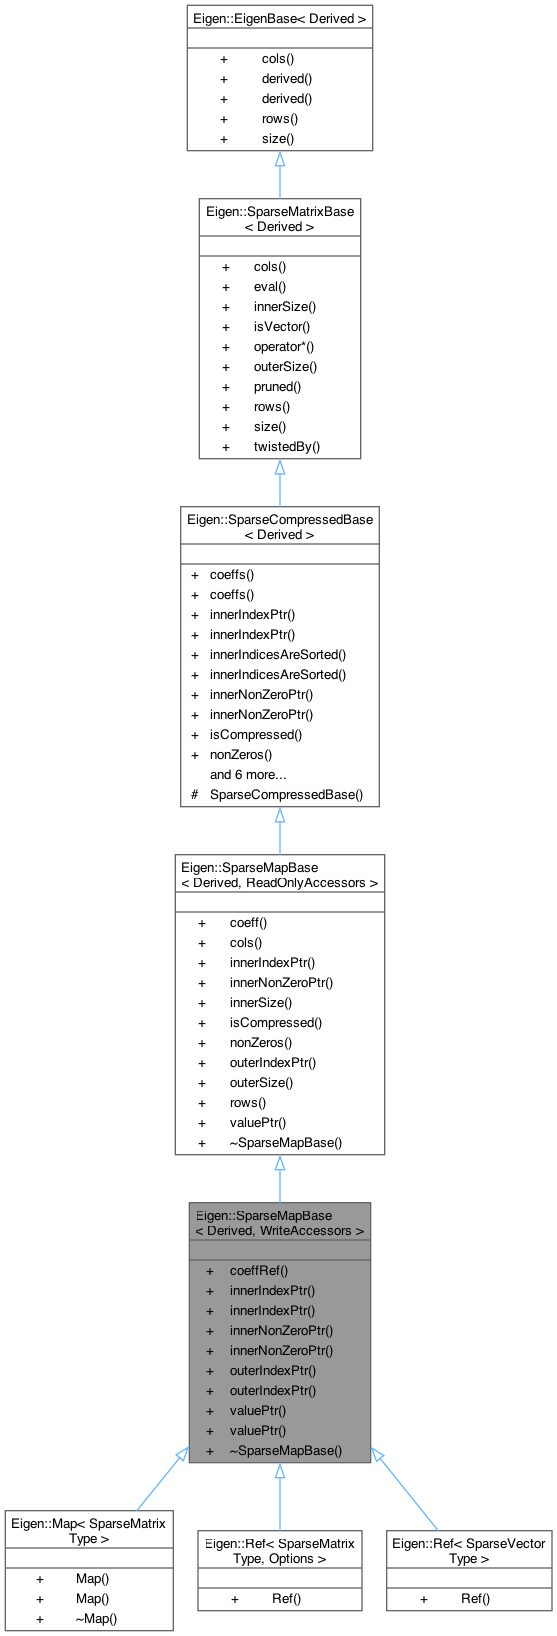 Eigen::EigenBase< Derived >
+ cols()
+ derived()
+ derived()
+ rows()
+ size()
Eigen::SparseMatrixBase
< Derived >
+ cols()
+ eval()
+ innerSize()
+ isVector()
+ operator*()
+ outerSize()
+ pruned()
+ rows()
+ size()
+ twistedBy()
Eigen::SparseCompressedBase
< Derived >
+ coeffs()
+ coeffs()
+ innerIndexPtr()
+ innerIndexPtr()
+ innerIndicesAreSorted()
+ innerIndicesAreSorted()
+ innerNonZeroPtr()
+ innerNonZeroPtr()
+ isCompressed()
+ nonZeros()
and 6 more...
# SparseCompressedBase()
Eigen::SparseMapBase
< Derived, ReadOnlyAccessors >
+ coeff()
+ cols()
+ innerIndexPtr()
+ innerNonZeroPtr()
+ innerSize()
+ isCompressed()
+ nonZeros()
+ outerIndexPtr()
+ outerSize()
+ rows()
+ valuePtr()
+ ~SparseMapBase()
Eigen::SparseMapBase
< Derived, WriteAccessors >
+ coeffRef()
+ innerIndexPtr()
+ innerIndexPtr()
+ innerNonZeroPtr()
+ innerNonZeroPtr()
+ outerIndexPtr()
+ outerIndexPtr()
+ valuePtr()
+ valuePtr()
+ ~SparseMapBase()
Eigen::Map< SparseMatrix
Type >
+ Map()
+ Map()
+ ~Map()
Eigen::Ref< SparseMatrix
Type, Options >
+ Ref()
Eigen::Ref< SparseVector
Type >
+ Ref()